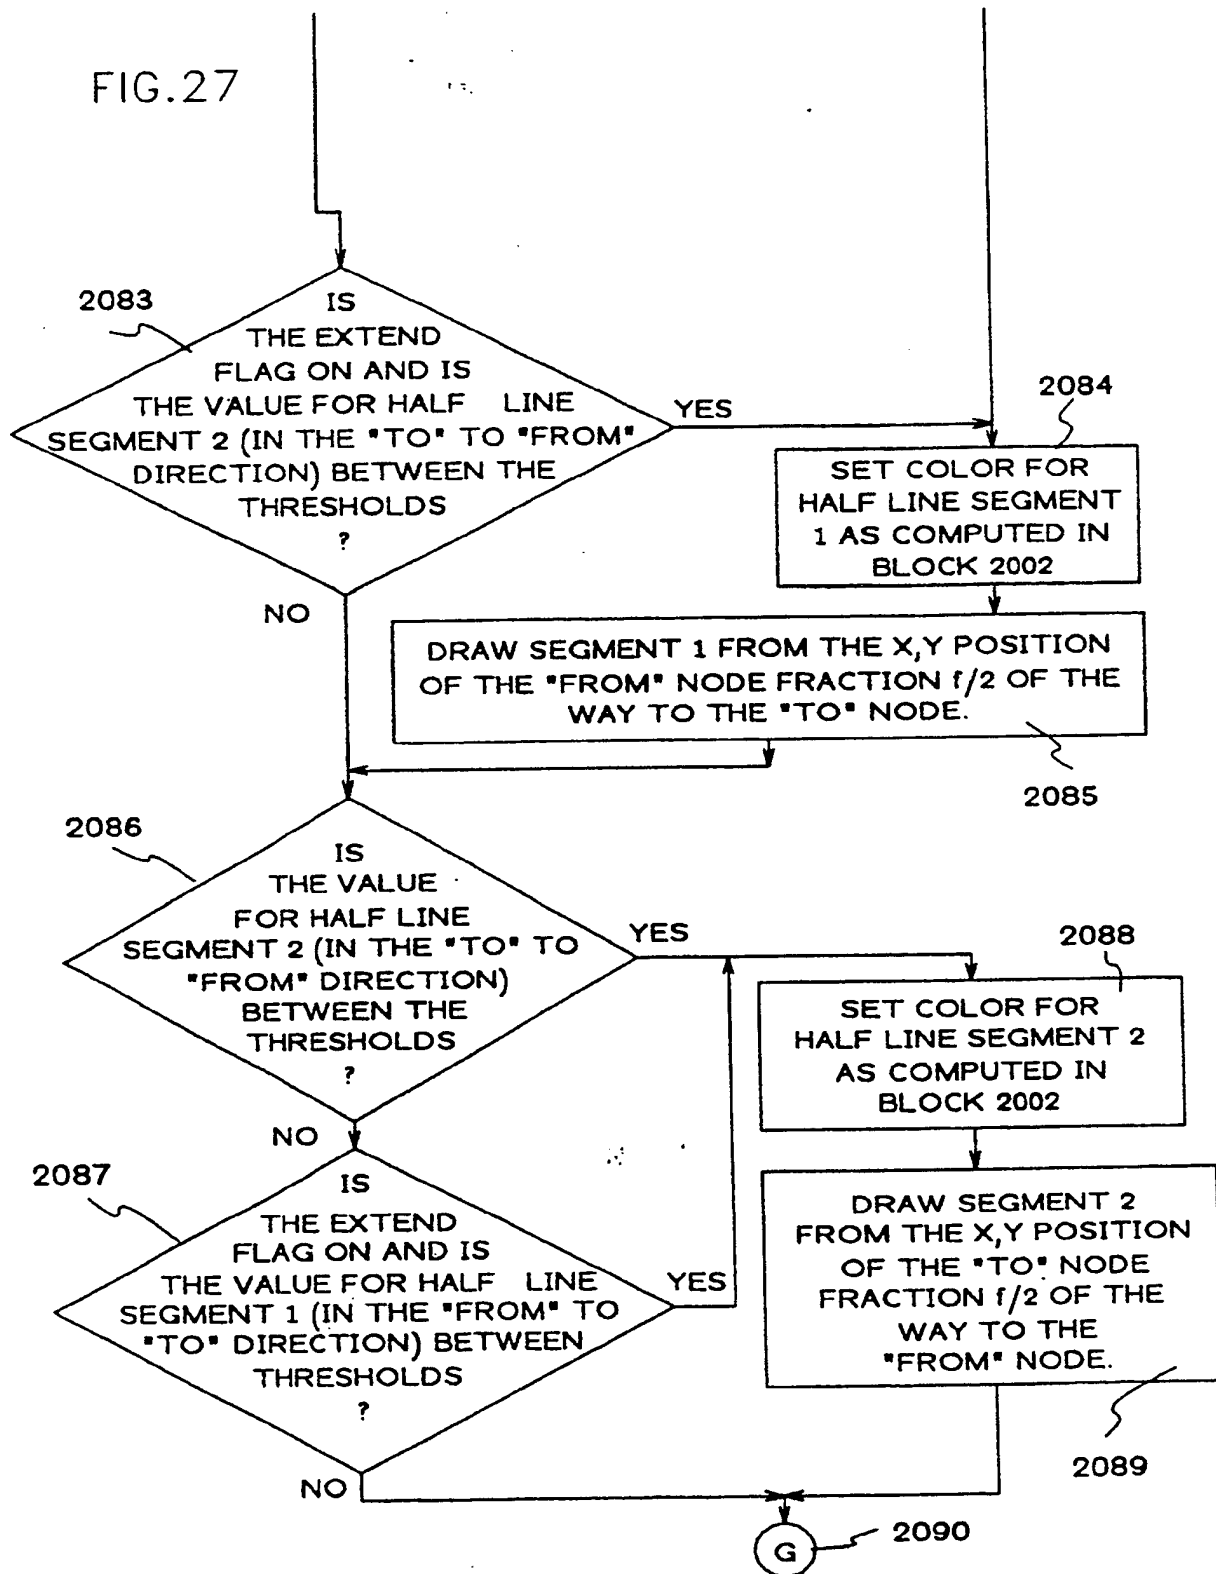 FIG.27
2083
IS
THE EXTEND
FLAG ON AND IS
THE VALUE FOR HALF LINE
SEGMENT 2 (IN THE "TO" TO "FROM"
DIRECTION) BETWEEN THE
THRESHOLDS
?
YES
NO
2084
SET COLOR FOR
HALF LINE SEGMENT
1 AS COMPUTED IN
BLOCK 2002
DRAW SEGMENT 1 FROM THE X,Y POSITION
OF THE "FROM" NODE FRACTION f/2 OF THE
WAY TO THE "TO" NODE.
2085
2086
IS
THE VALUE
FOR HALF LINE
SEGMENT 2 (IN THE "TO" TO
"FROM" DIRECTION)
BETWEEN THE
THRESHOLDS
?
YES
NO
2088
SET COLOR FOR
HALF LINE SEGMENT 2
AS COMPUTED IN
BLOCK 2002
2087
IS
THE EXTEND
FLAG ON AND IS
THE VALUE FOR HALF LINE
SEGMENT 1 (IN THE "FROM" TO
"TO" DIRECTION) BETWEEN
THRESHOLDS
?
YES
NO
DRAW SEGMENT 2
FROM THE X,Y POSITION
OF THE "TO" NODE
FRACTION f/2 OF THE
WAY TO THE
"FROM" NODE.
2089
G
2090